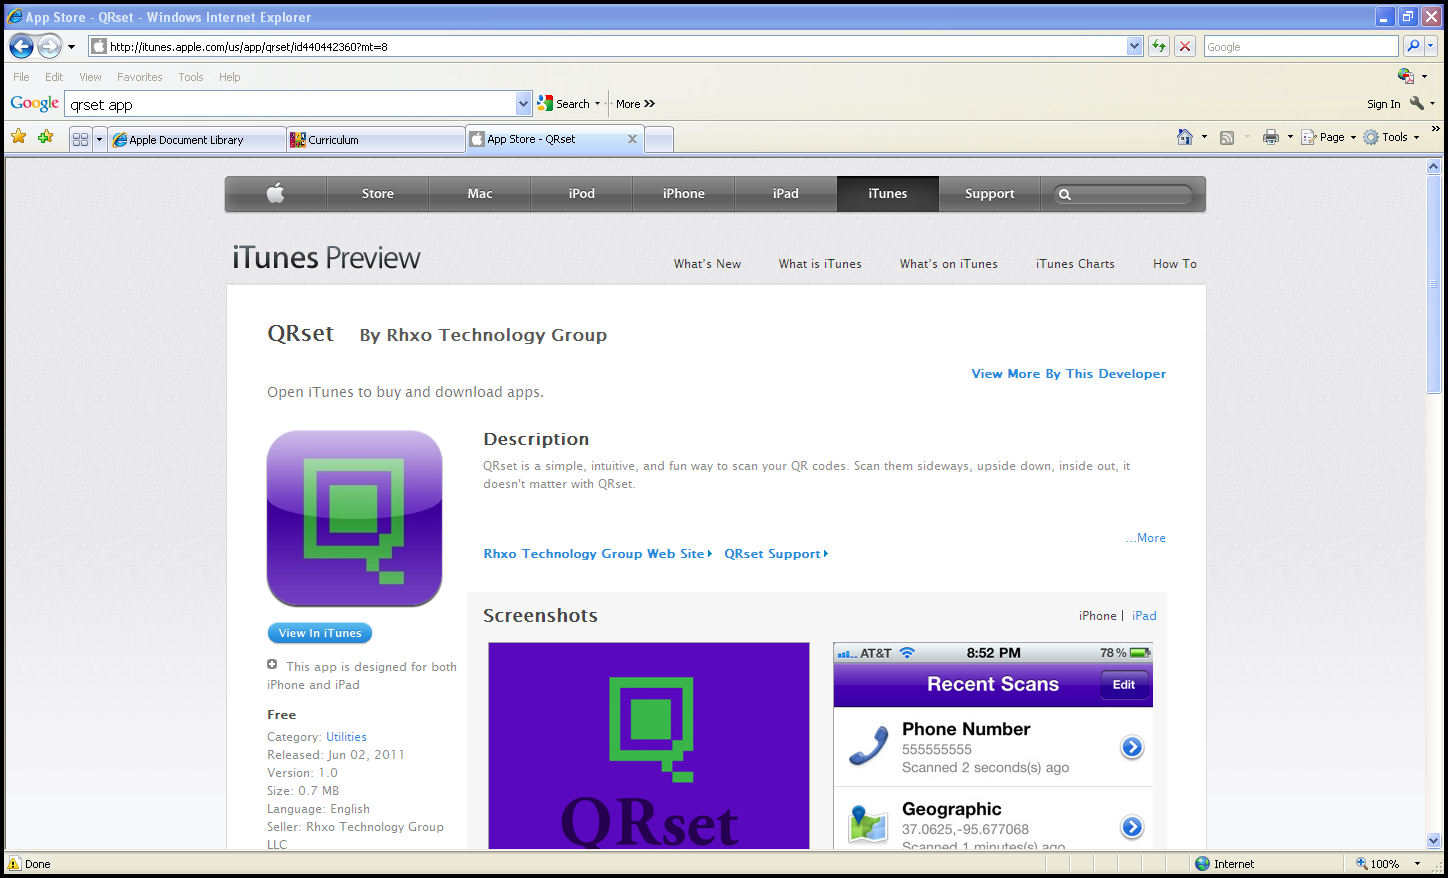 App Store - QRset - Windows Internet Explorer
http://itunes.apple.com/us/app/qrset/id440442360?mt=8
Google
File Edit View Favorites Tools Help
Google qrset app Search More »
Sign In
Apple Document Library Curriculum App Store - QRset
Page Tools »
Store Mac iPod iPhone iPad iTunes Support
iTunes Preview
What's New What is iTunes What's on iTunes iTunes Charts How To
QRset By Rhxo Technology Group
View More By This Developer
Open iTunes to buy and download apps.
Description
QRset is a simple, intuitive, and fun way to scan your QR codes. Scan them sideways, upside down, inside out, it
doesn't matter with QRset.
...More
Rhxo Technology Group Web Site QRset Support
View In iTunes
This app is designed for both
iPhone and iPad
Free
Category: Utilities
Released: Jun 02, 2011
Version: 1.0
Size: 0.7 MB
Language: English
Seller: Rhxo Technology Group
LLC
Screenshots
iPhone | iPad
QRset
AT&T 8:52 PM 78%
Recent Scans Edit
Phone Number
555555555
Scanned 2 seconds(s) ago
Geographic
37.0625,-95.677068
Scanned 1 minutes(s) ago
Done
Internet
100%